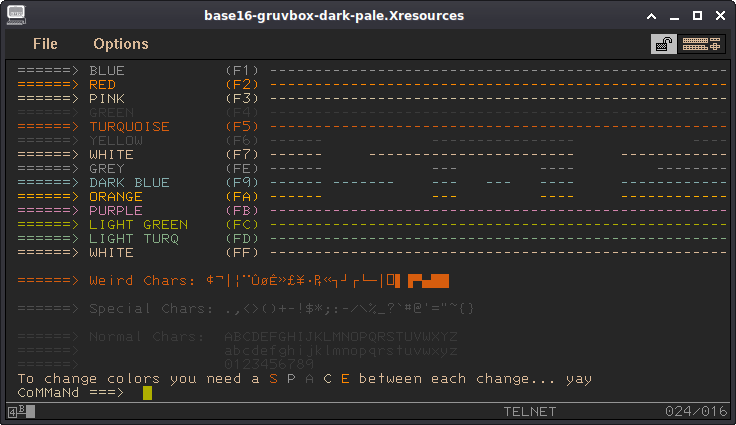 base16-gruvbox-dark-pale.Xresources
File Options
======> BLUE (F1) ---------------------------------------------------
======> RED (F2) ---------------------------------------------------
======> PINK (F3) ---------------------------------------------------
======> GREEN (F4) ---------------------------------------------------
======> TURQUOISE (F5) ---------------------------------------------------
======> YELLOW (F6) ------ ----------------------- ----
======> WHITE (F7) ------ ----------------------- ------------
======> GREY (FE) ------ --- ---- ------------
======> DARK BLUE (F9) ------ ------- --- --- ---- ------------
======> ORANGE (FA) ------ --- ---- ------------
======> PURPLE (FB) ---------------------------------------------------
======> LIGHT GREEN (FC) ---------------------------------------------------
======> LIGHT TURQ (FD) ---------------------------------------------------
======> WHITE (FF) ---------------------------------------------------
======> Weird Chars: ¢¬|¦¨ÛøÊ»£¥·₧«┐┘┌└─│
======> Special Chars: .,<>()+-!$*;:-/\%_?`#@'="~{}
======> Normal Chars: ABCDEFGHIJKLMNOPQRSTUVWXYZ
======> abcdefghijklmnopqrstuvwxyz
======> 0123456789
To change colors you need a S P A C E between each change... yay
CoMMaNd ===>
4B TELNET 024/016